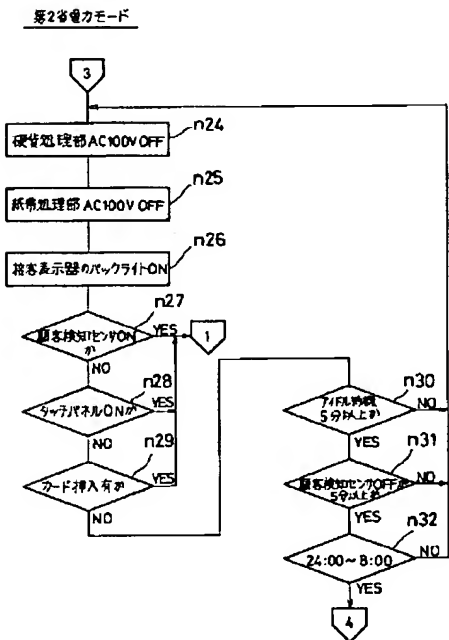 第2省電力モード
3
n24
硬貨処理部AC100V OFF
n25
紙幣処理部AC100V OFF
n26
接客表示器のバックライトON
n27
顧客検知センサON
か
YES
1
NO
n28
タッチパネルONか
YES
NO
n29
カード挿入有か
YES
NO
n30
アイドル時間
5分以上か
NO
YES
n31
顧客検知センサOFFが
5分以上か
NO
YES
n32
24:00~8:00
NO
YES
4